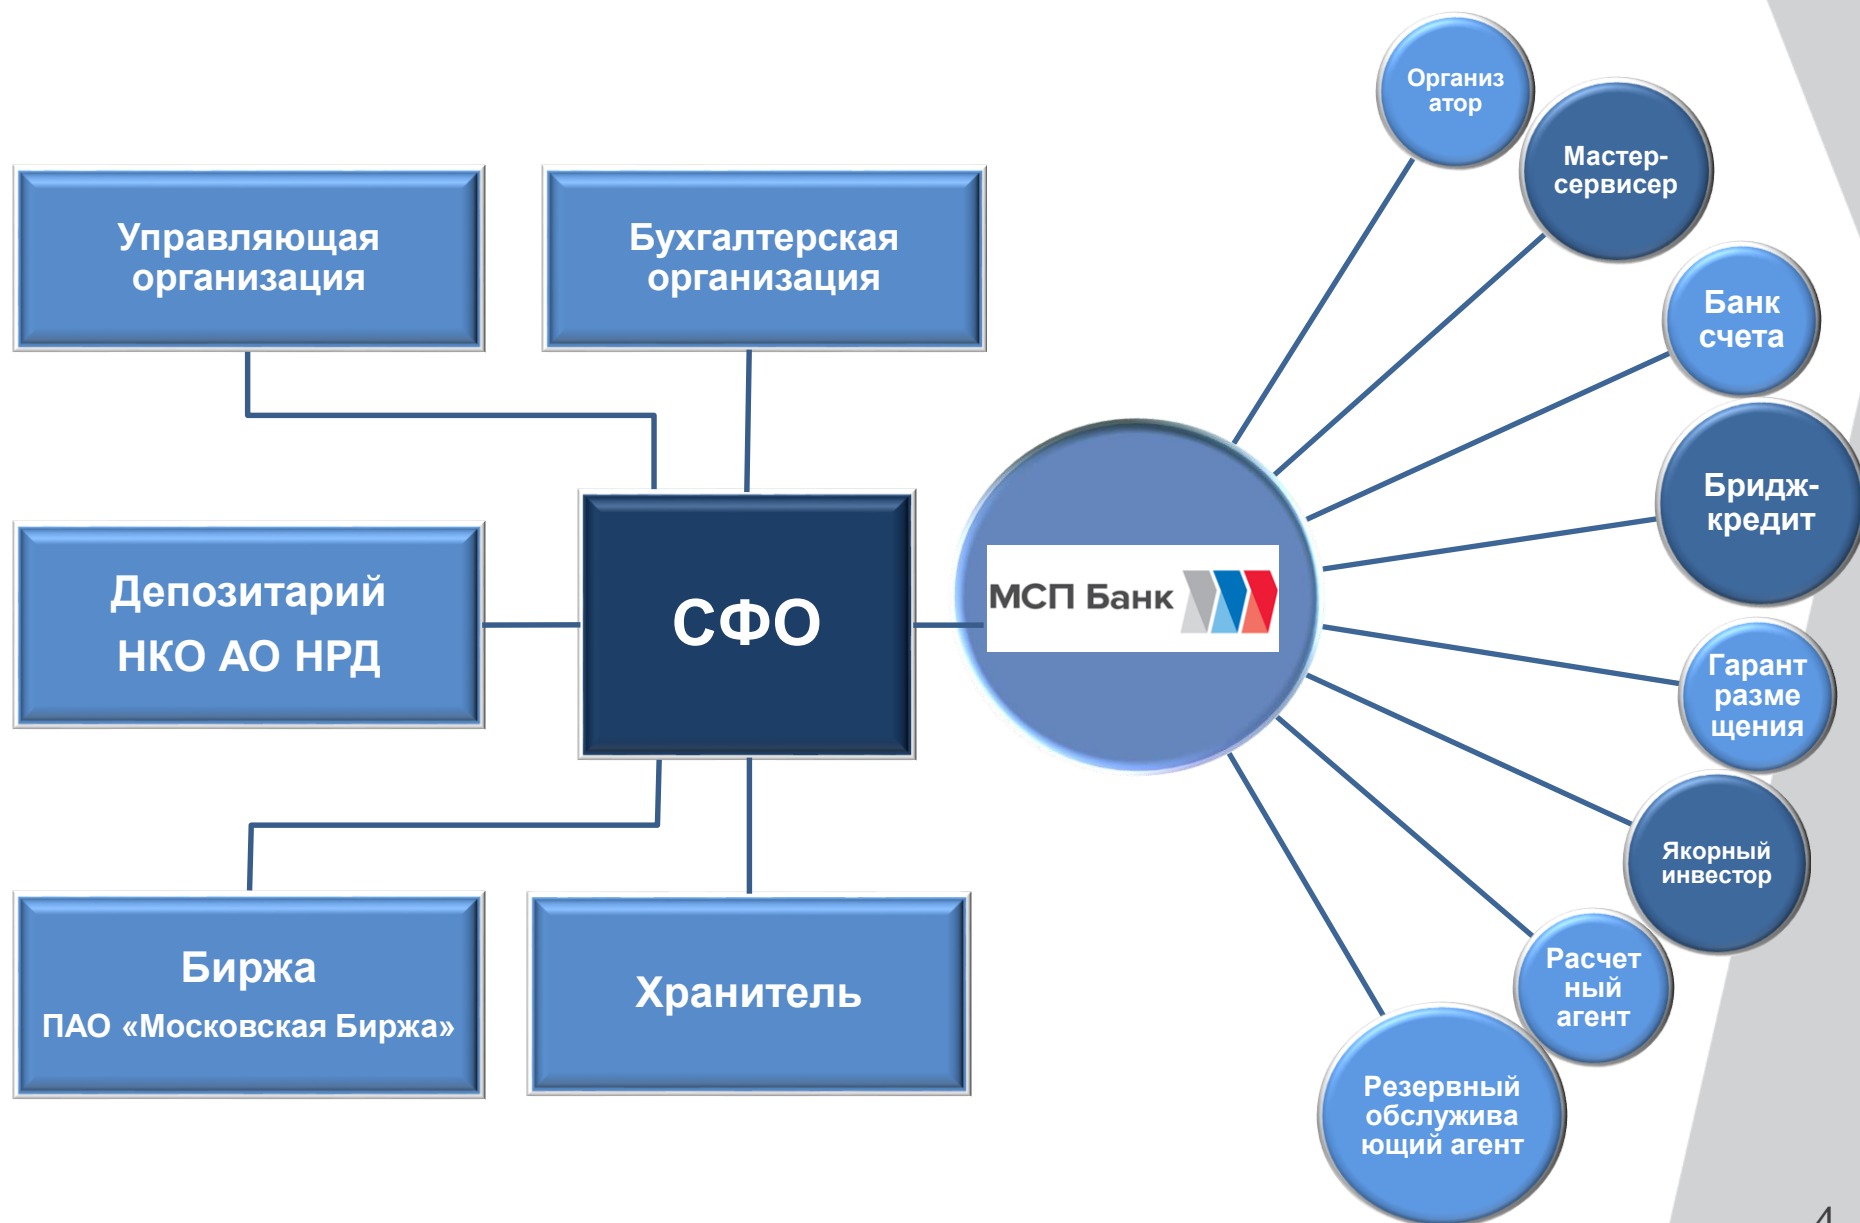 Управляющая
организация
Бухгалтерская
организация
Депозитарий
НКО АО НРД
СФО
МСП Банк
Биржа
ПАО «Московская Биржа»
Хранитель
Организ
атор
Мастер-
сервисер
Банк
счета
Бридж-
кредит
Гарант
разме
щения
Якорный
инвестор
Расчет
ный
агент
Резервный
обслужива
ющий агент
4